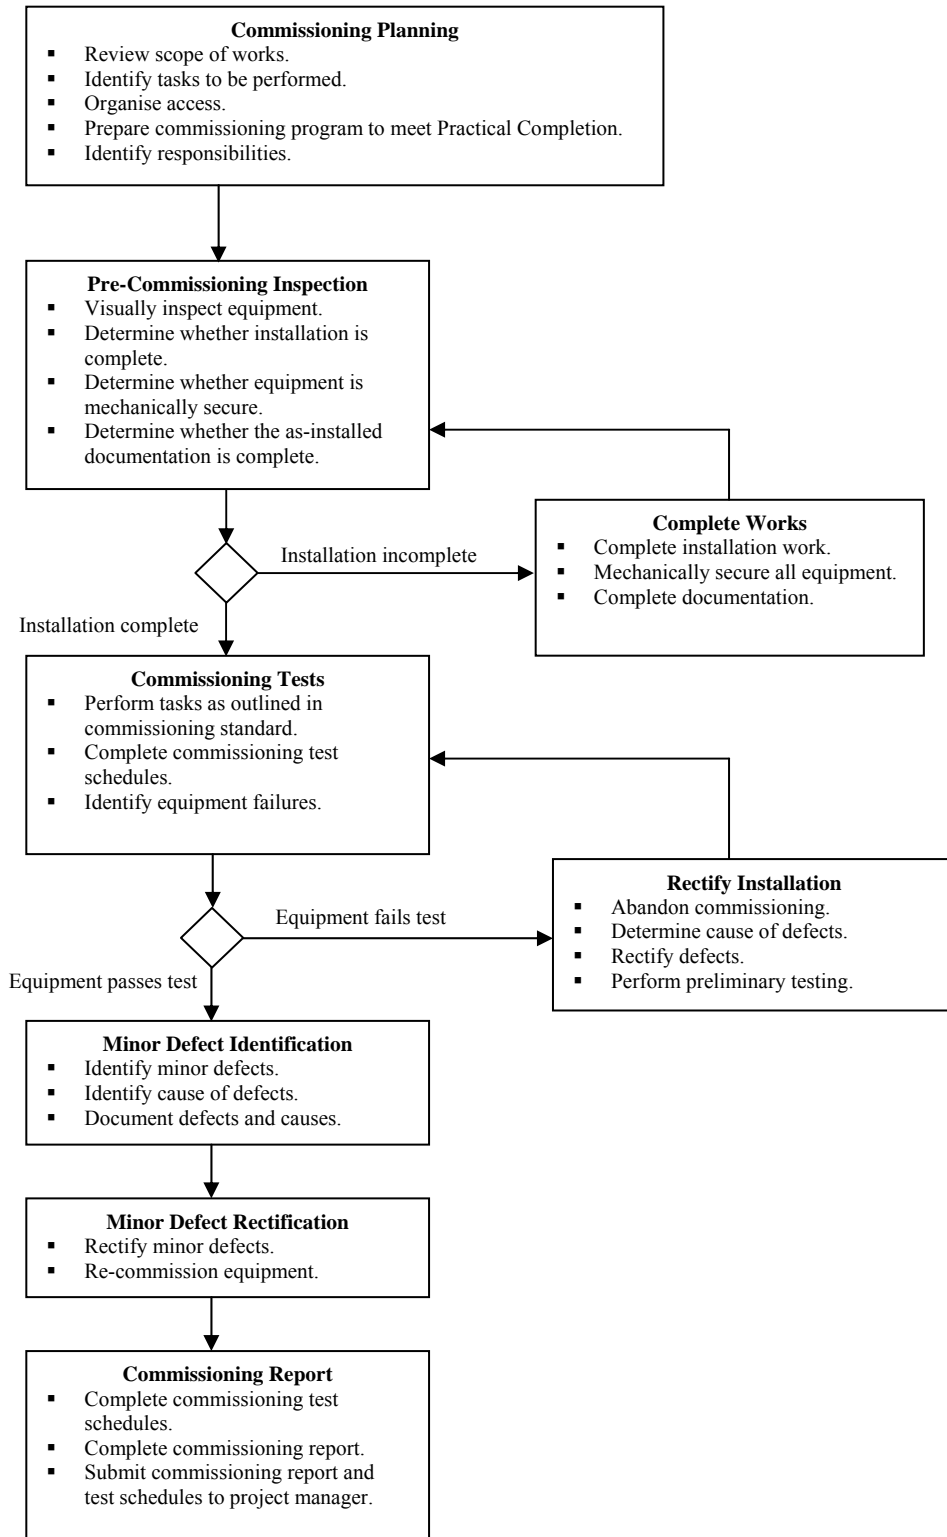 Commissioning Planning
▪ Review scope of works.
▪ Identify tasks to be performed.
▪ Organise access.
▪ Prepare commissioning program to meet Practical Completion.
▪ Identify responsibilities.
Pre-Commissioning Inspection
▪ Visually inspect equipment.
▪ Determine whether installation is
complete.
▪ Determine whether equipment is
mechanically secure.
▪ Determine whether the as-installed
documentation is complete.
Installation incomplete
Complete Works
▪ Complete installation work.
▪ Mechanically secure all equipment.
▪ Complete documentation.
Installation complete
Commissioning Tests
▪ Perform tasks as outlined in
commissioning standard.
▪ Complete commissioning test
schedules.
▪ Identify equipment failures.
Equipment fails test
Rectify Installation
▪ Abandon commissioning.
▪ Determine cause of defects.
▪ Rectify defects.
▪ Perform preliminary testing.
Equipment passes test
Minor Defect Identification
▪ Identify minor defects.
▪ Identify cause of defects.
▪ Document defects and causes.
Minor Defect Rectification
▪ Rectify minor defects.
▪ Re-commission equipment.
Commissioning Report
▪ Complete commissioning test
schedules.
▪ Complete commissioning report.
▪ Submit commissioning report and
test schedules to project manager.